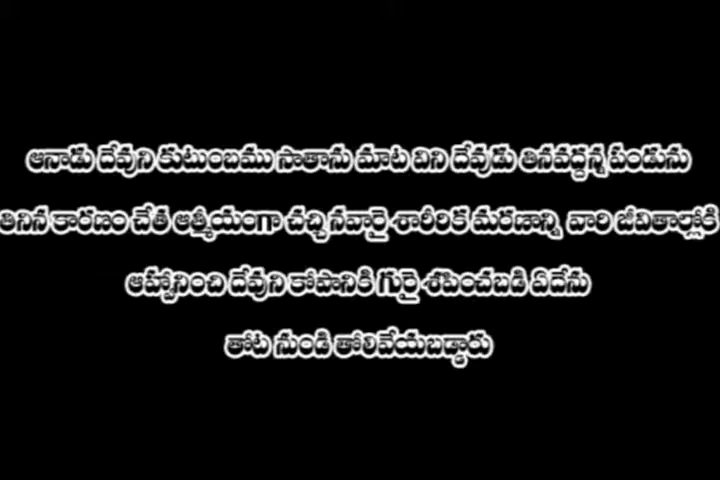 ఆనాడు దేవుని కుటుంబము సాతాను మాట విని దేవుడు తినవద్దన్న పండును
తినిన కారణం చేత ఆత్మీయంగా చచ్చినవారై శారీరిక మరణాన్ని వారి జీవితాల్లోకి
ఆహ్వానించి దేవుని కోపానికి గురై శపించబడి ఏదేను
తోట నుండి తోలివేయబడ్డారు